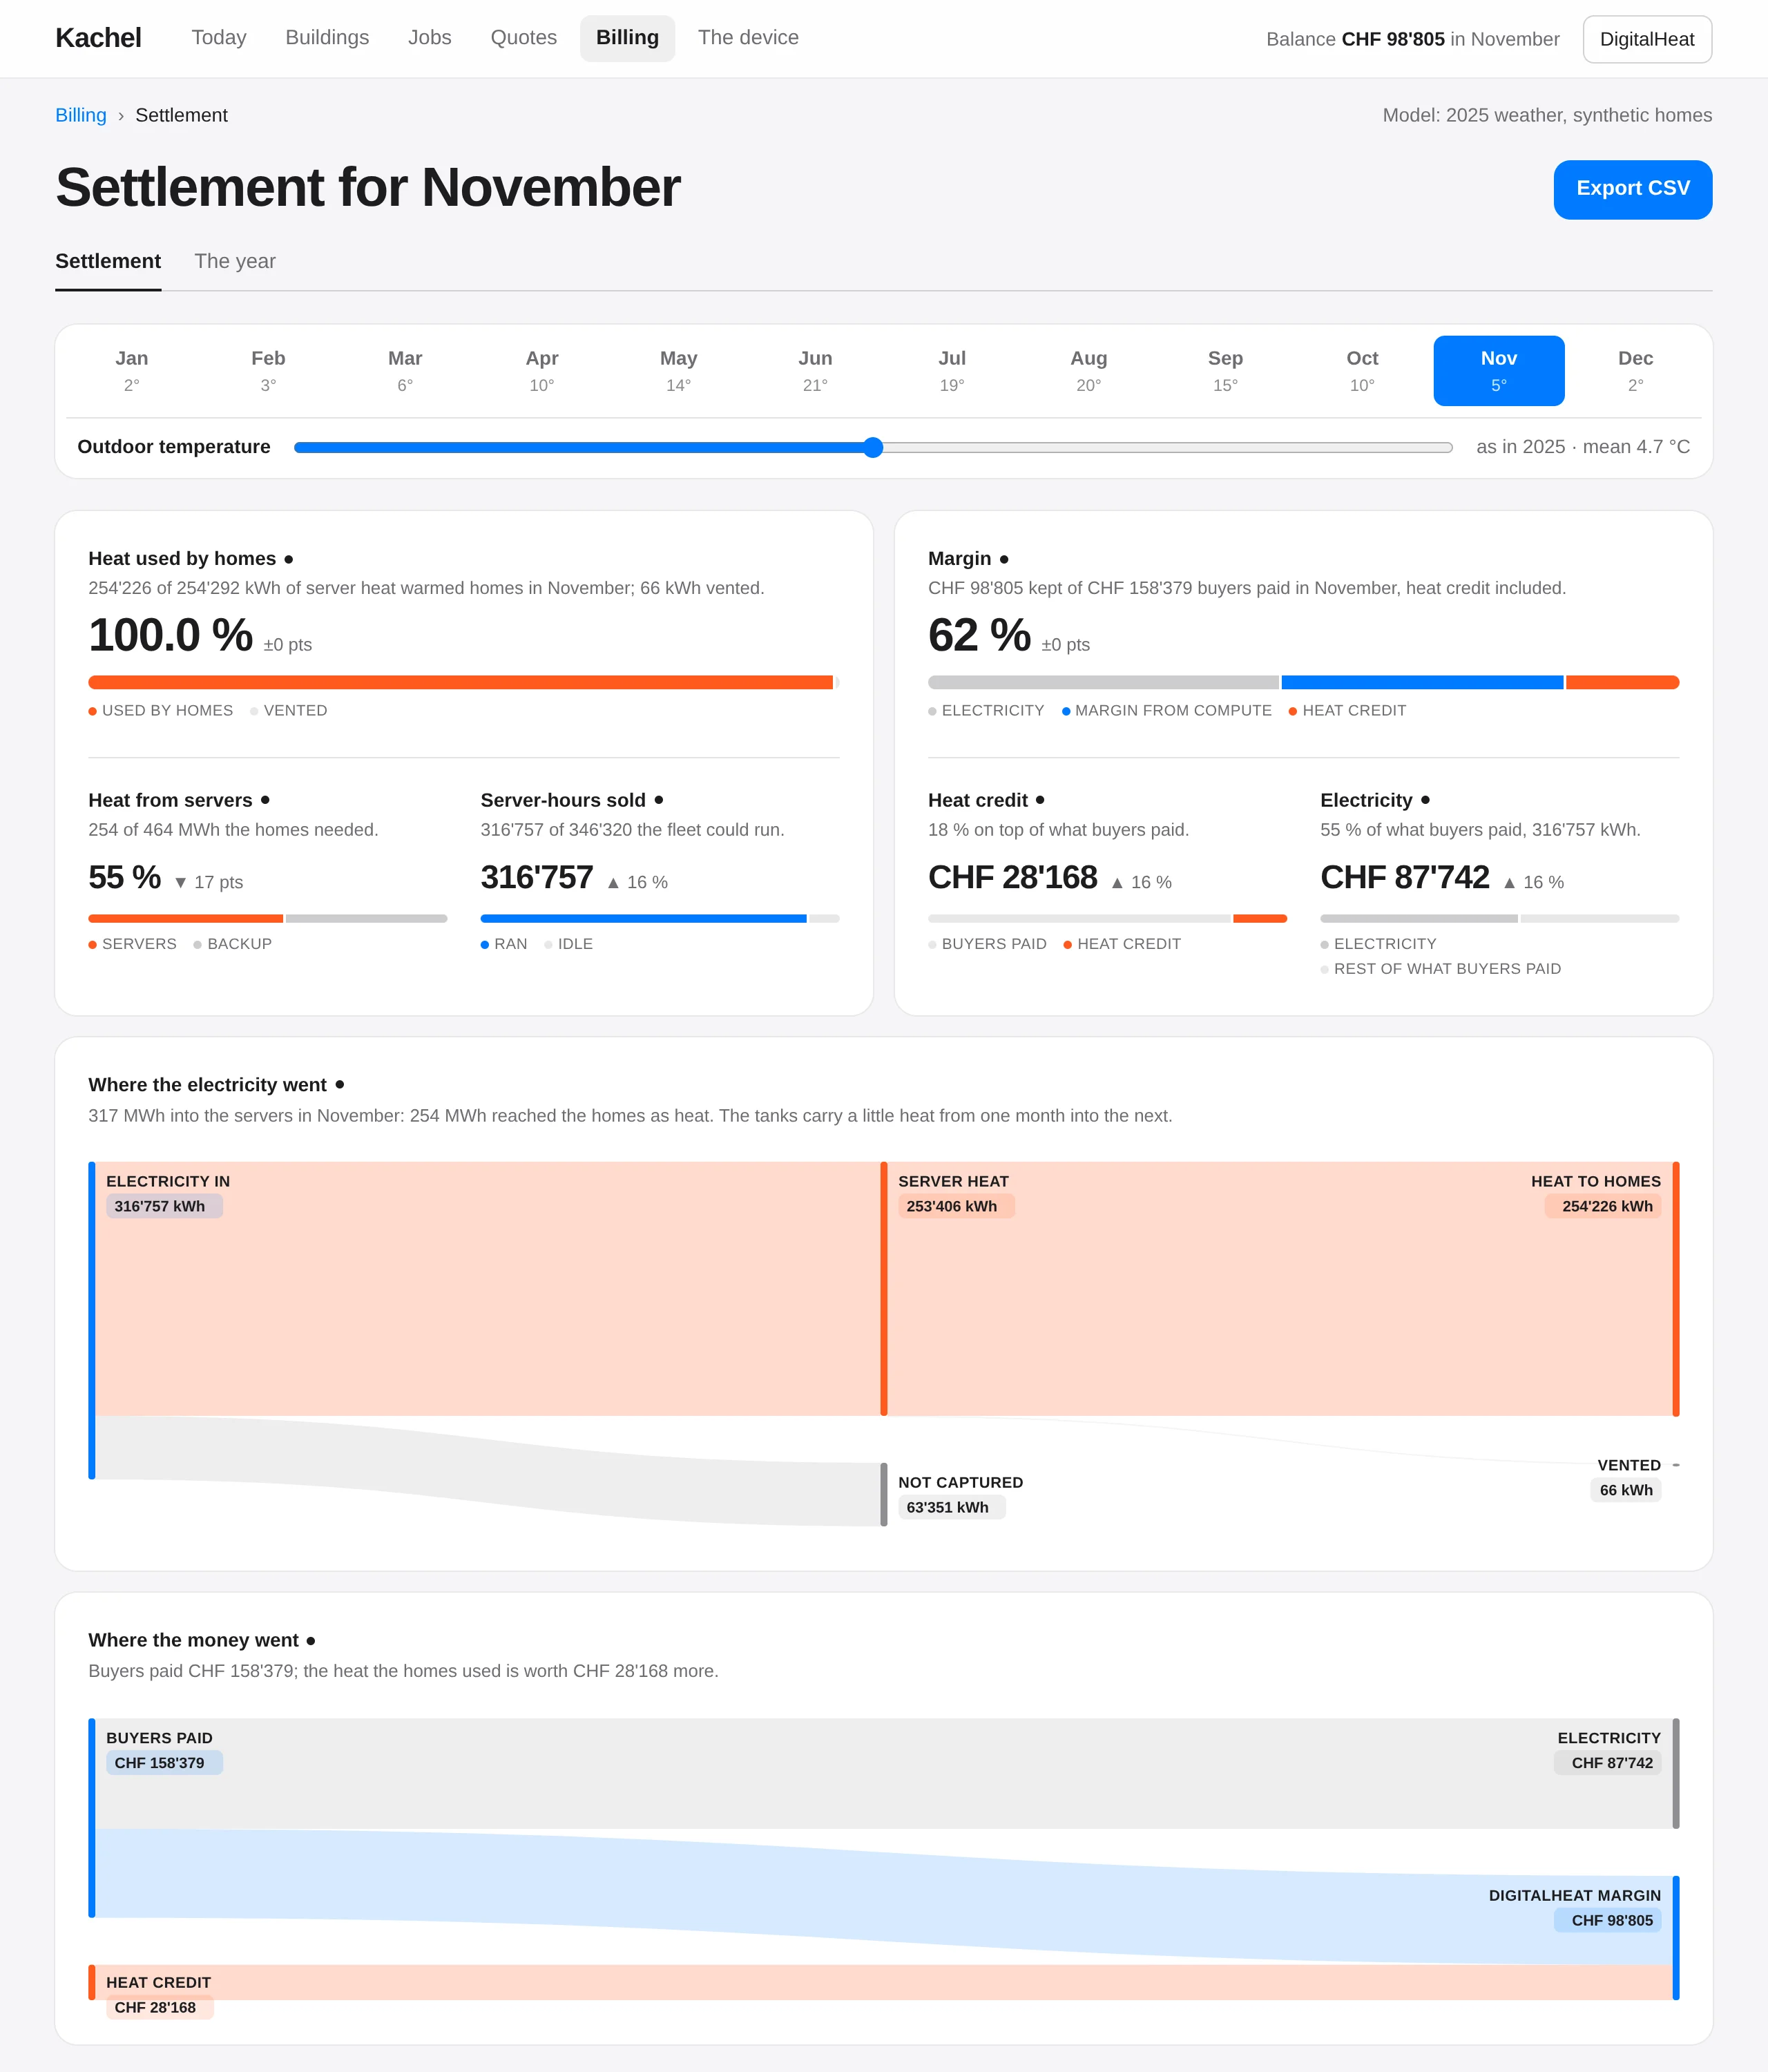 Kachel Today Buildings Jobs Quotes Billing The device Balance CHF 98'805 in November DigitalHeat
Billing › Settlement Model: 2025 weather, synthetic homes
Settlement for November Export CSV
Settlement The year
Jan Feb Mar Apr May Jun Jul Aug Sep Oct Nov Dec
2° 3° 6° 10° 14° 21° 19° 20° 15° 10° 5° 2°
Outdoor temperature as in 2025 · mean 4.7 °C
Heat used by homes
254'226 of 254'292 kWh of server heat warmed homes in November; 66 kWh vented.
100.0 % ±0 pts
USED BY HOMES VENTED
Heat from servers
254 of 464 MWh the homes needed.
55 % ▼ 17 pts
SERVERS BACKUP
Server-hours sold
316'757 of 346'320 the fleet could run.
316'757 ▲ 16 %
RAN IDLE
Margin
CHF 98'805 kept of CHF 158'379 buyers paid in November, heat credit included.
62 % ±0 pts
ELECTRICITY MARGIN FROM COMPUTE HEAT CREDIT
Heat credit
18 % on top of what buyers paid.
CHF 28'168 ▲ 16 %
BUYERS PAID HEAT CREDIT
Electricity
55 % of what buyers paid, 316'757 kWh.
CHF 87'742 ▲ 16 %
ELECTRICITY
REST OF WHAT BUYERS PAID
Where the electricity went
317 MWh into the servers in November: 254 MWh reached the homes as heat. The tanks carry a little heat from one month into the next.
ELECTRICITY IN SERVER HEAT HEAT TO HOMES
316'757 kWh 253'406 kWh 254'226 kWh
VENTED
66 kWh
NOT CAPTURED
63'351 kWh
Where the money went
Buyers paid CHF 158'379; the heat the homes used is worth CHF 28'168 more.
BUYERS PAID ELECTRICITY
CHF 158'379 CHF 87'742
DIGITALHEAT MARGIN
CHF 98'805
HEAT CREDIT
CHF 28'168